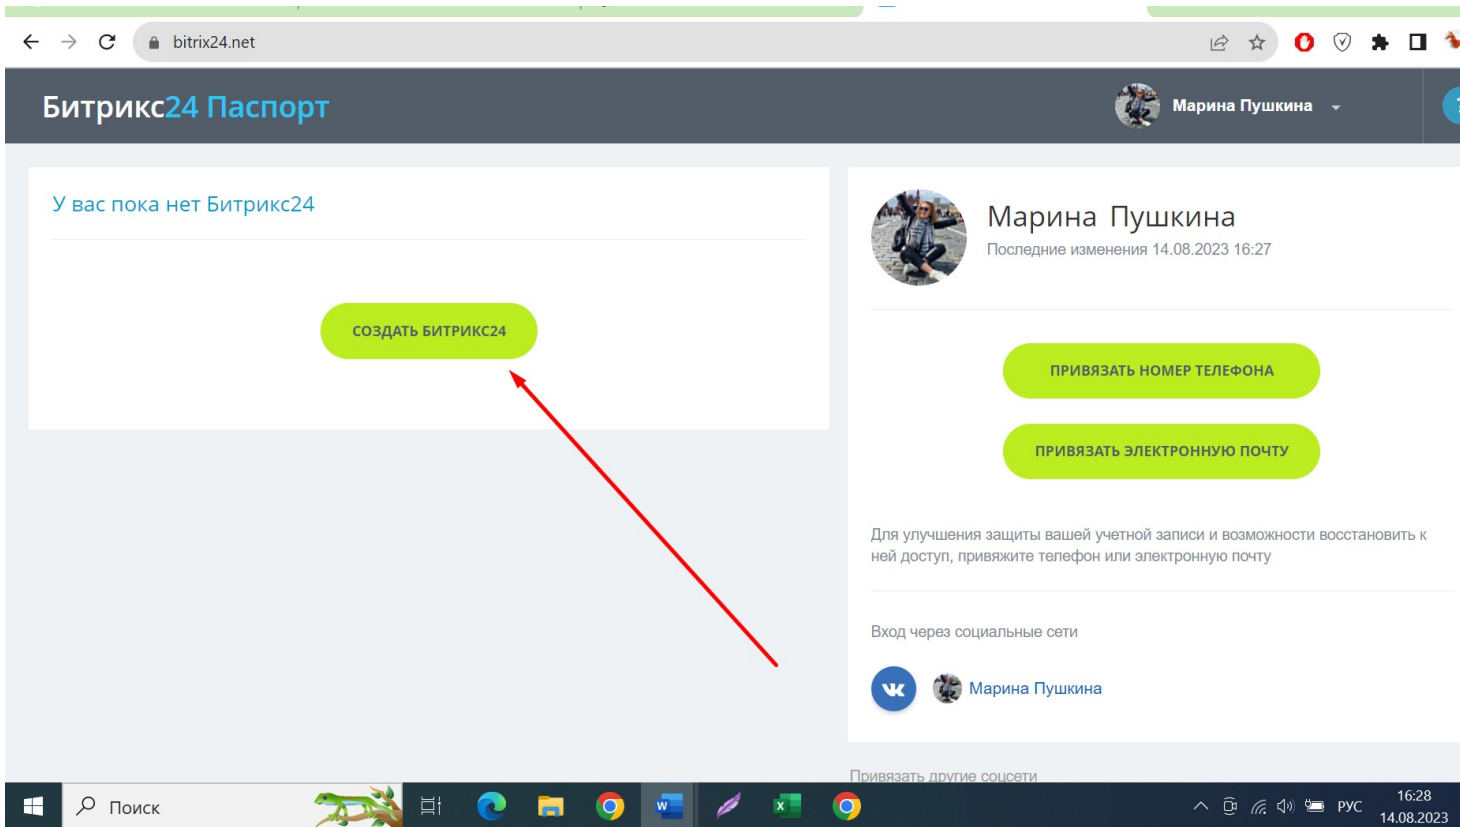 bitrix24.net
Битрикс24 Паспорт
Марина Пушкина
?
У вас пока нет Битрикс24
СОЗДАТЬ БИТРИКС24
Марина Пушкина
Последние изменения 14.08.2023 16:27
ПРИВЯЗАТЬ НОМЕР ТЕЛЕФОНА
ПРИВЯЗАТЬ ЭЛЕКТРОННУЮ ПОЧТУ
Для улучшения защиты вашей учетной записи и возможности восстановить к
ней доступ, привяжите телефон или электронную почту
Вход через социальные сети
Марина Пушкина
Привязать другие соцсети
Поиск
РУС
16:28
14.08.2023